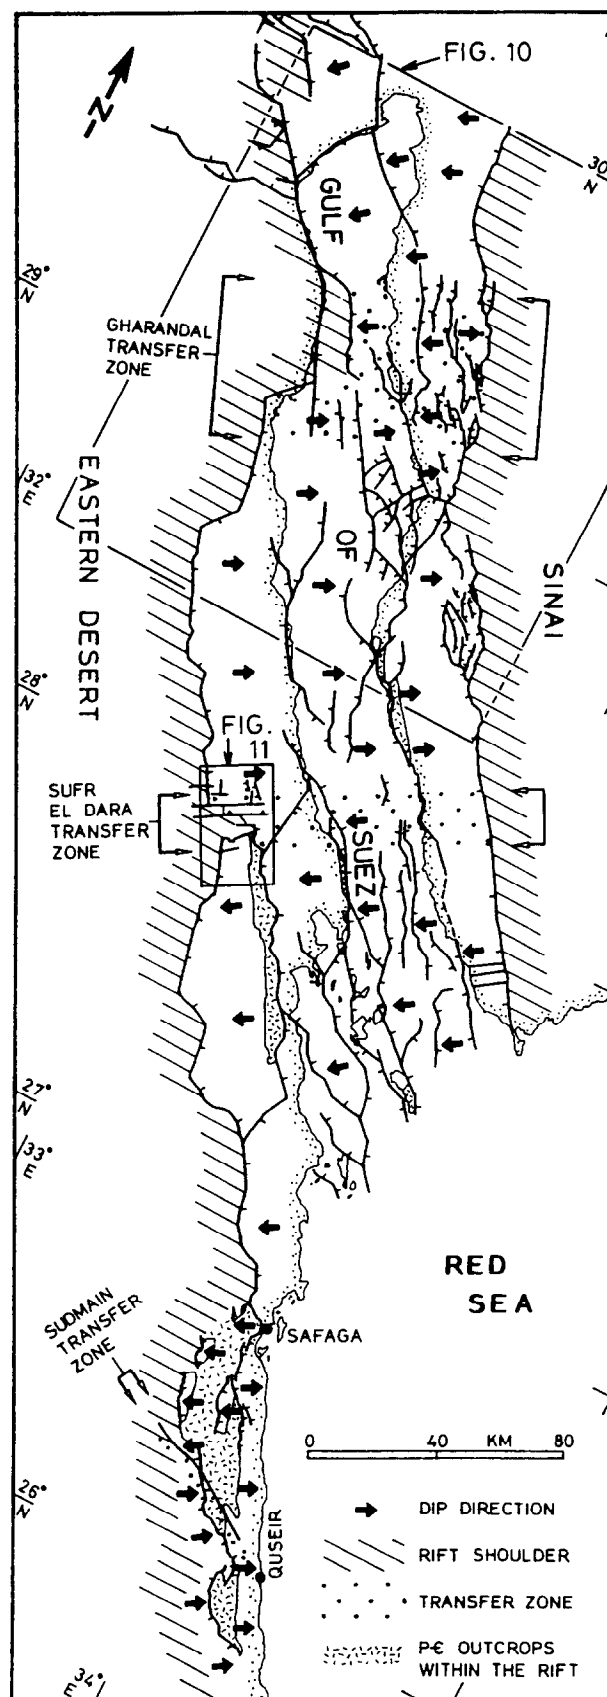 FIG. 10
N
30°
N
GULF
29°
N
GHARANDAL
TRANSFER
ZONE
32°
E
EASTERN DESERT
OF
SINAI
28°
N
FIG.
11
SUFR
EL DARA
TRANSFER
ZONE
SUEZ
27°
N
33°
E
RED
SEA
SUDMAIN
TRANSFER
ZONE
SAFAGA
0 40 KM 80
26°
N
QUSEIR
DIP DIRECTION
RIFT SHOULDER
TRANSFER ZONE
P-Є OUTCROPS
WITHIN THE RIFT
34°
E